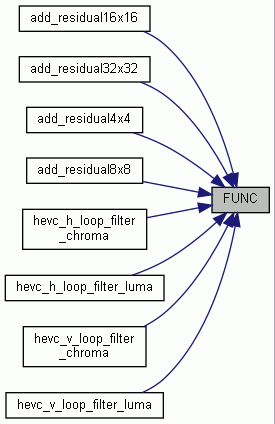 add_residual16x16
add_residual32x32
add_residual4x4
add_residual8x8
FUNC
hevc_h_loop_filter
_chroma
hevc_h_loop_filter_luma
hevc_v_loop_filter
_chroma
hevc_v_loop_filter_luma